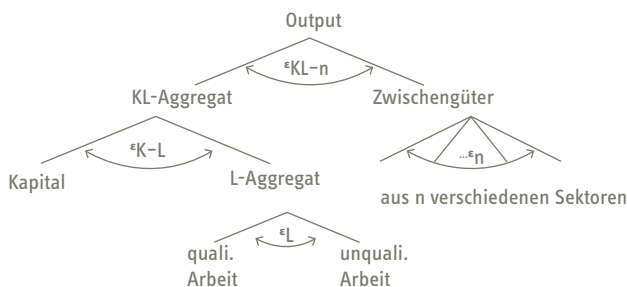 Output
εKL–n
KL-Aggregat
Zwischengüter
εK–L
...εn
Kapital
L-Aggregat
aus n verschiedenen Sektoren
εL
quali.
Arbeit
unquali.
Arbeit